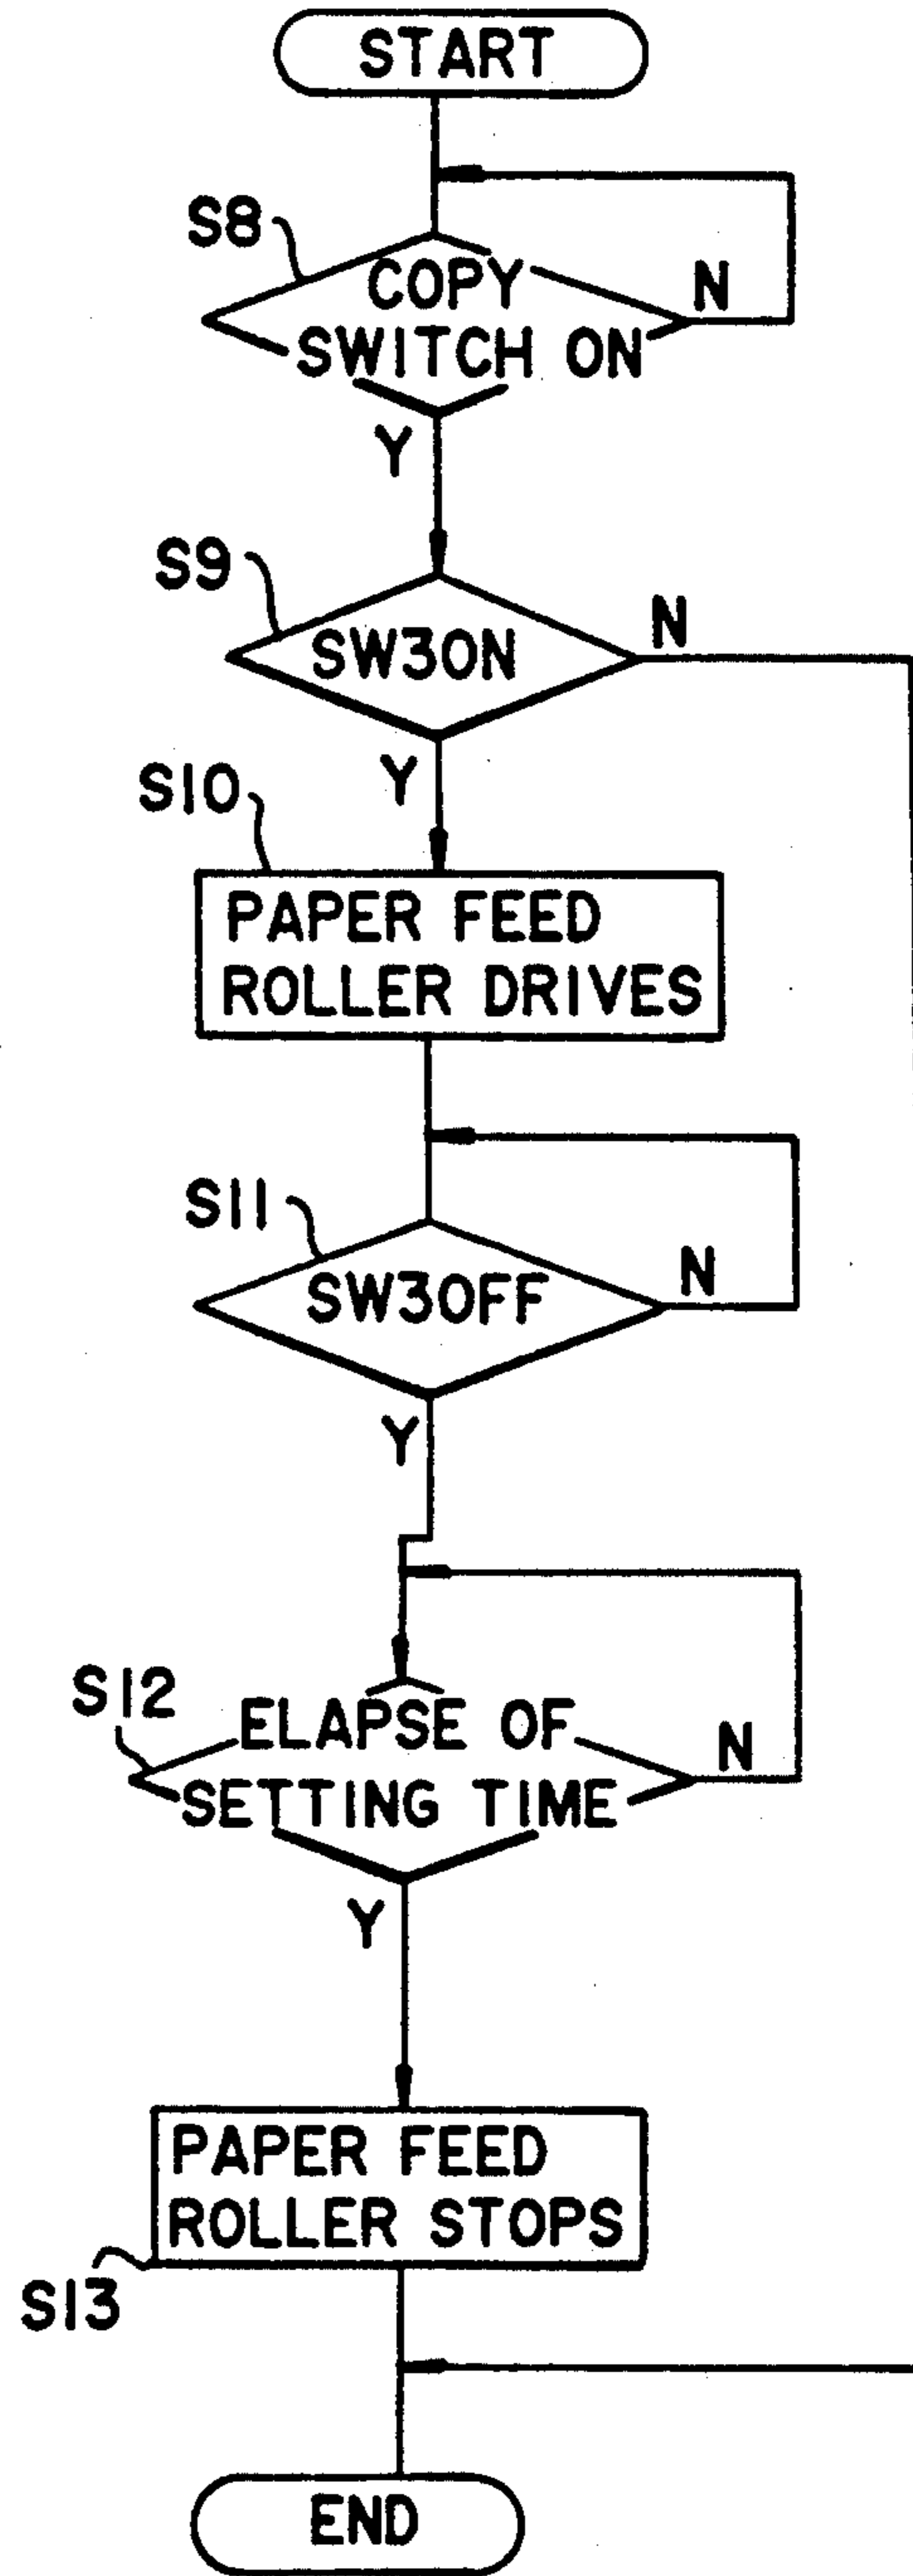 START
S8
COPY
SWITCH ON
N
Y
S9
SW3ON
N
Y
S10
PAPER FEED
ROLLER DRIVES
S11
SW3OFF
N
Y
S12
ELAPSE OF
SETTING TIME
N
Y
PAPER FEED
ROLLER STOPS
S13
END